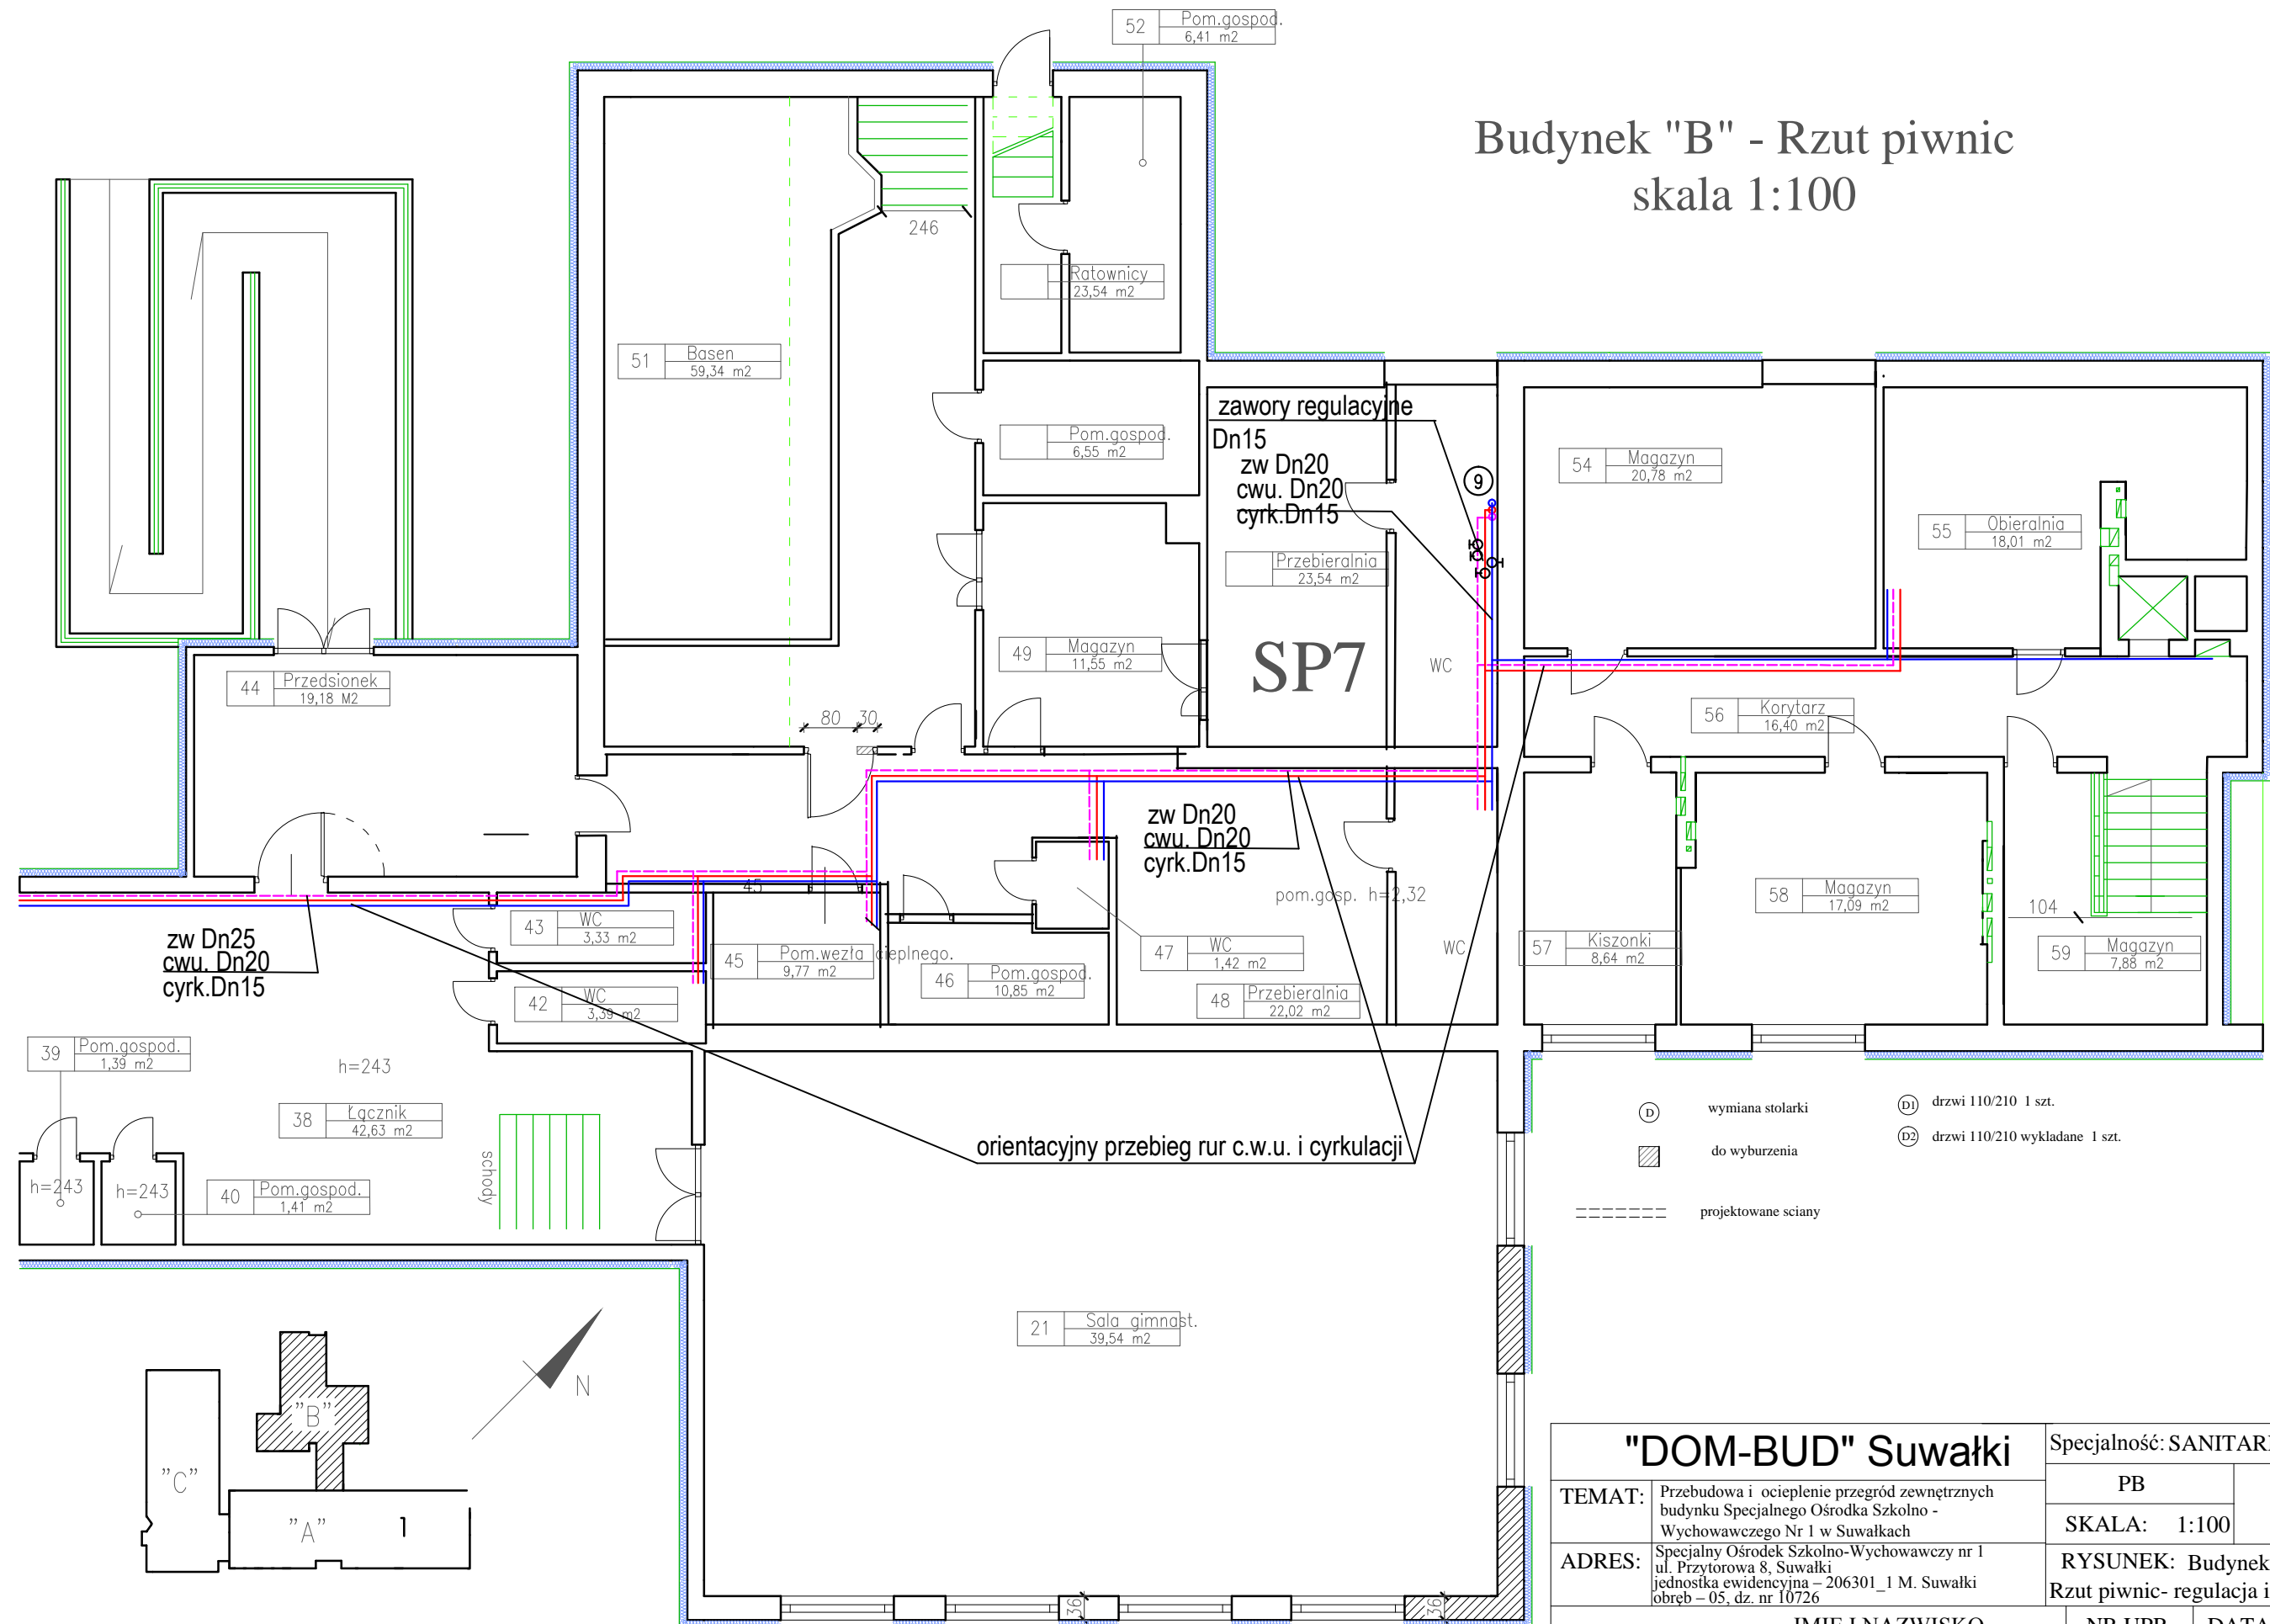 52
Pom.gospod.
6,41 m2
Budynek "B" - Rzut piwnic
skala 1:100
246
Ratownicy
23,54 m2
51
Basen
59,34 m2
Pom.gospod.
6,55 m2
zawory regulacyjne
Dn15
zw Dn20
cwu. Dn20
cyrk.Dn15
9
54
Magazyn
20,78 m2
55
Obieralnia
18,01 m2
Przebieralnia
23,54 m2
49
Magazyn
11,55 m2
SP7
WC
44
Przedsionek
19,18 M2
80
30
56
Korytarz
16,40 m2
zw Dn20
cwu. Dn20
cyrk.Dn15
45
pom.gosp. h=2,32
58
Magazyn
17,09 m2
104
43
WC
3,33 m2
zw Dn25
cwu. Dn20
cyrk.Dn15
45
Pom.wezła cieplnego.
9,77 m2
47
WC
1,42 m2
WC
57
Kiszonki
8,64 m2
59
Magazyn
7,88 m2
46
Pom.gospod.
10,85 m2
42
WC
3,39 m2
48
Przebieralnia
22,02 m2
39
Pom.gospod.
1,39 m2
h=243
38
Łącznik
42,63 m2
schody
orientacyjny przebieg rur c.w.u. i cyrkulacji
D
wymiana stolarki
D1
drzwi 110/210 1 szt.
D2
drzwi 110/210 wykladane 1 szt.
do wyburzenia
projektowane sciany
h=243
h=243
40
Pom.gospod.
1,41 m2
21
Sala gimnast.
39,54 m2
N
"B"
"C"
"A"
1
36
36
"DOM-BUD" Suwałki
TEMAT:
Przebudowa i ocieplenie przegród zewnętrznych
budynku Specjalnego Ośrodka Szkolno -
Wychowawczego Nr 1 w Suwałkach
ADRES:
Specjalny Ośrodek Szkolno-Wychowawczy nr 1
ul. Przytorowa 8, Suwałki
jednostka ewidencyjna – 206301_1 M. Suwałki
obręb – 05, dz. nr 10726
Specjalność:
PB
SKALA: 1:100
RYSUNEK: Budynek
Rzut piwnic- regulacja i